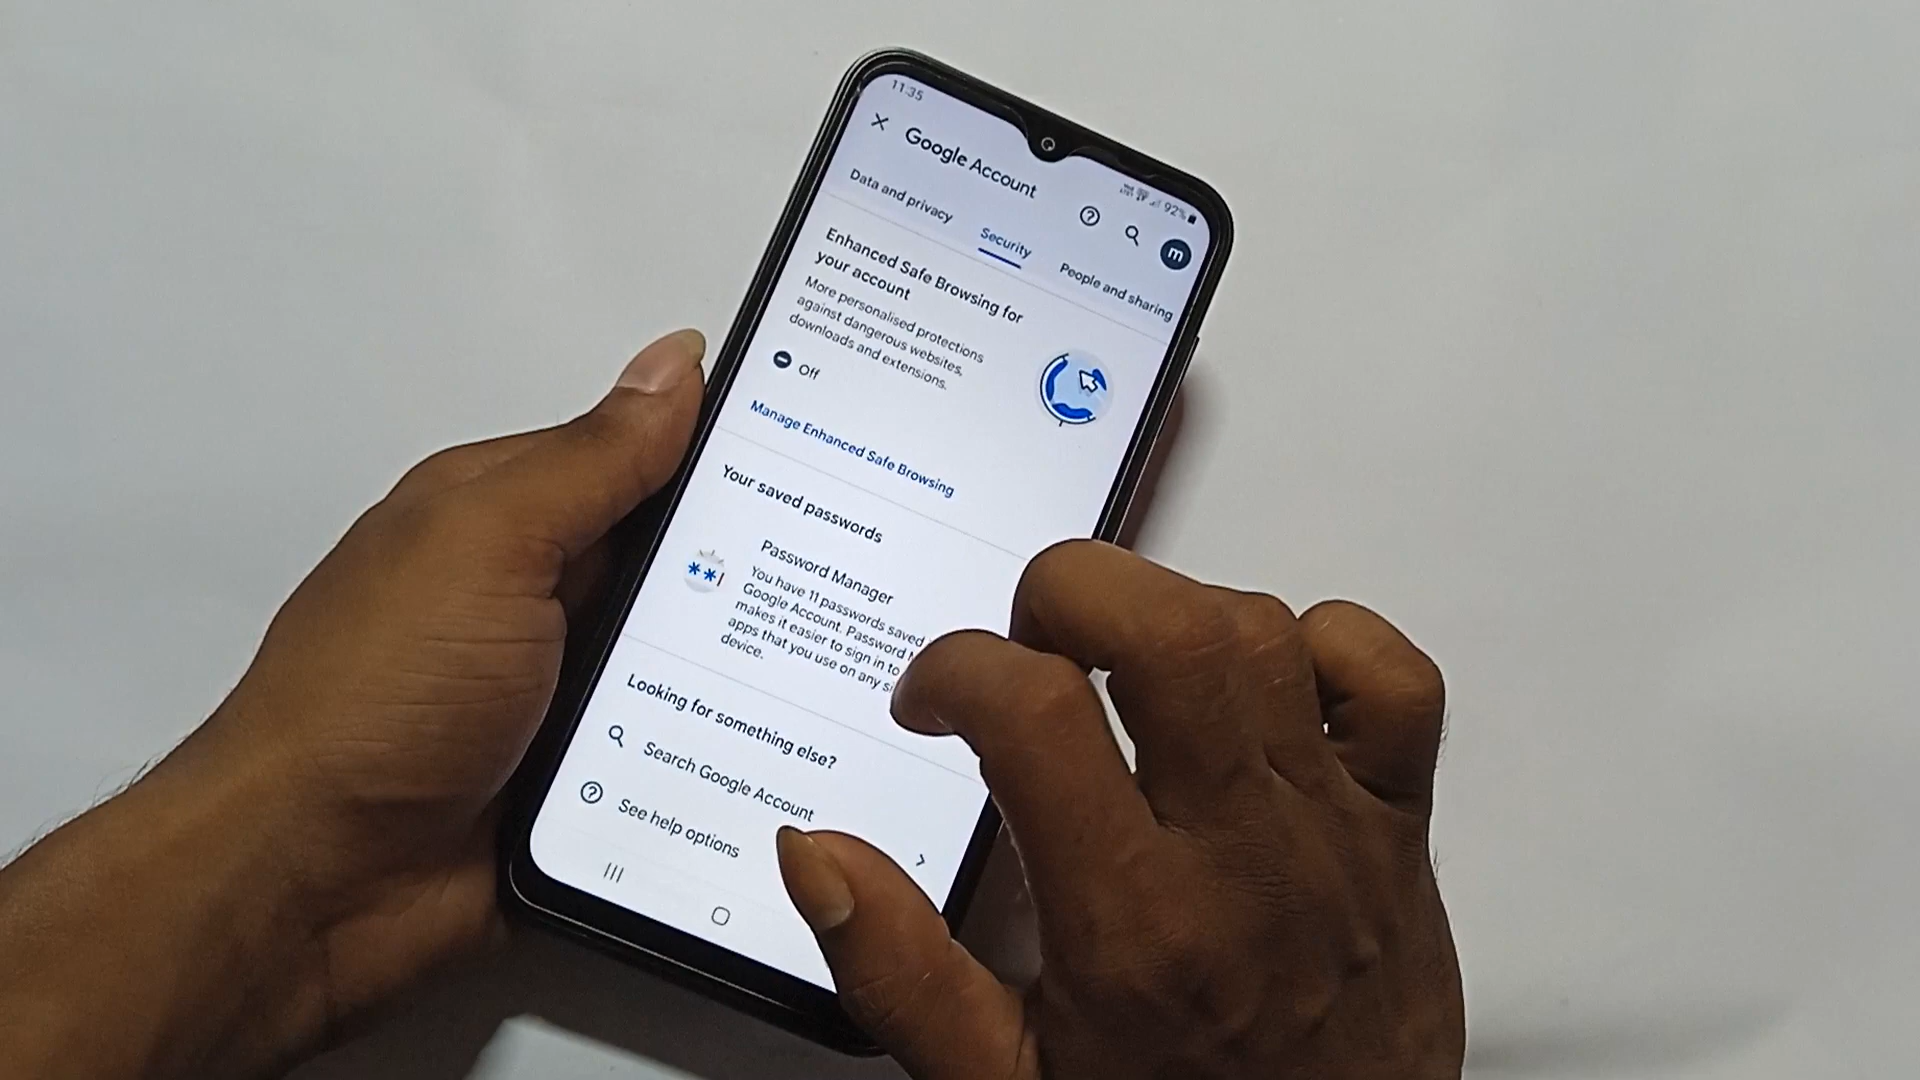 11:35
92%
Google Account
m
Data and privacy
Security
People and sharing
Enhanced Safe Browsing for
your account
More personalised protections
against dangerous websites,
downloads and extensions.
Off
Manage Enhanced Safe Browsing
Your saved passwords
Password Manager
You have 11 passwords saved
Google Account. Password
makes it easier to sign in to
apps that you use on any
device.
Looking for something else?
Search Google Account
See help options